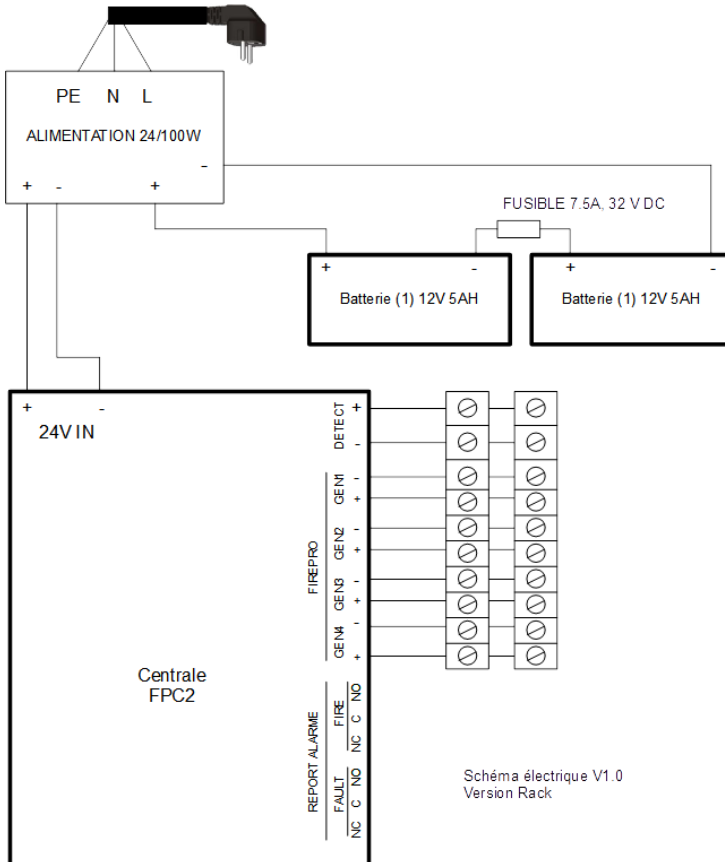 PE N L
ALIMENTATION 24/100W
-
+ - +
FUSIBLE 7.5A, 32 V DC
+ -
Batterie (1) 12V 5AH
+ -
Batterie (1) 12V 5AH
+ -
24V IN
DETECT
+
-
FIREPRO
GEN1
-
+
GEN2
-
+
GEN3
-
+
GEN4
-
+
Centrale
FPC2
REPORT ALARME
FIRE
NC C NO
FAULT
NC C NO
Schéma électrique V1.0
Version Rack